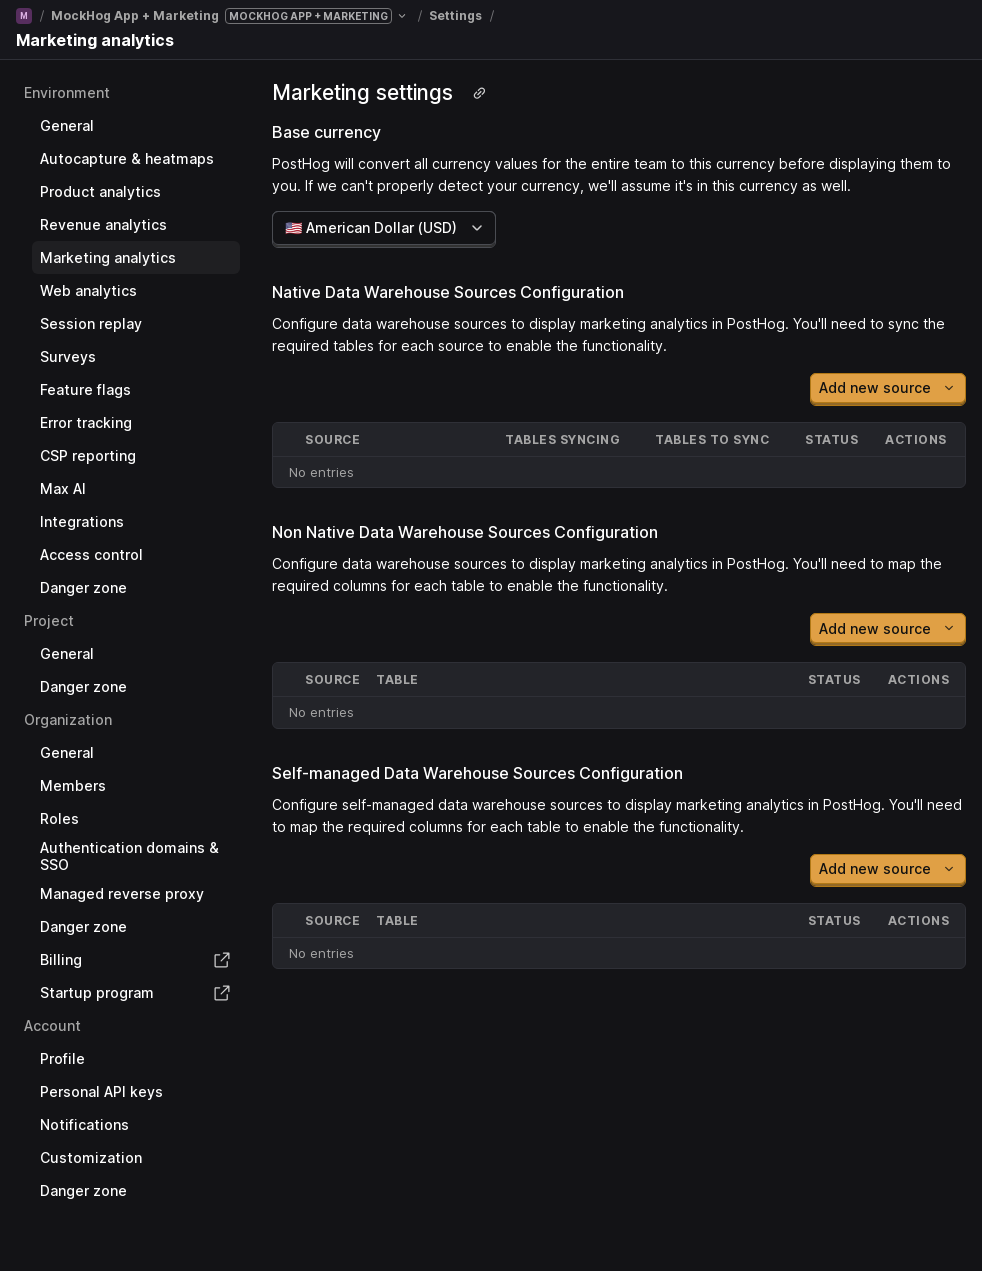 M / MockHog App + Marketing MOCKHOG APP + MARKETING / Settings /
Marketing analytics
Environment
General
Autocapture & heatmaps
Product analytics
Revenue analytics
Marketing analytics
Web analytics
Session replay
Surveys
Feature flags
Error tracking
CSP reporting
Max AI
Integrations
Access control
Danger zone
Project
General
Danger zone
Organization
General
Members
Roles
Authentication domains &
SSO
Managed reverse proxy
Danger zone
Billing
Startup program
Account
Profile
Personal API keys
Notifications
Customization
Danger zone
Marketing settings
Base currency
PostHog will convert all currency values for the entire team to this currency before displaying them to
you. If we can't properly detect your currency, we'll assume it's in this currency as well.
🇺🇸 American Dollar (USD)
Native Data Warehouse Sources Configuration
Configure data warehouse sources to display marketing analytics in PostHog. You'll need to sync the
required tables for each source to enable the functionality.
Add new source
SOURCE TABLES SYNCING TABLES TO SYNC STATUS ACTIONS
No entries
Non Native Data Warehouse Sources Configuration
Configure data warehouse sources to display marketing analytics in PostHog. You'll need to map the
required columns for each table to enable the functionality.
Add new source
SOURCE TABLE STATUS ACTIONS
No entries
Self-managed Data Warehouse Sources Configuration
Configure self-managed data warehouse sources to display marketing analytics in PostHog. You'll need
to map the required columns for each table to enable the functionality.
Add new source
SOURCE TABLE STATUS ACTIONS
No entries